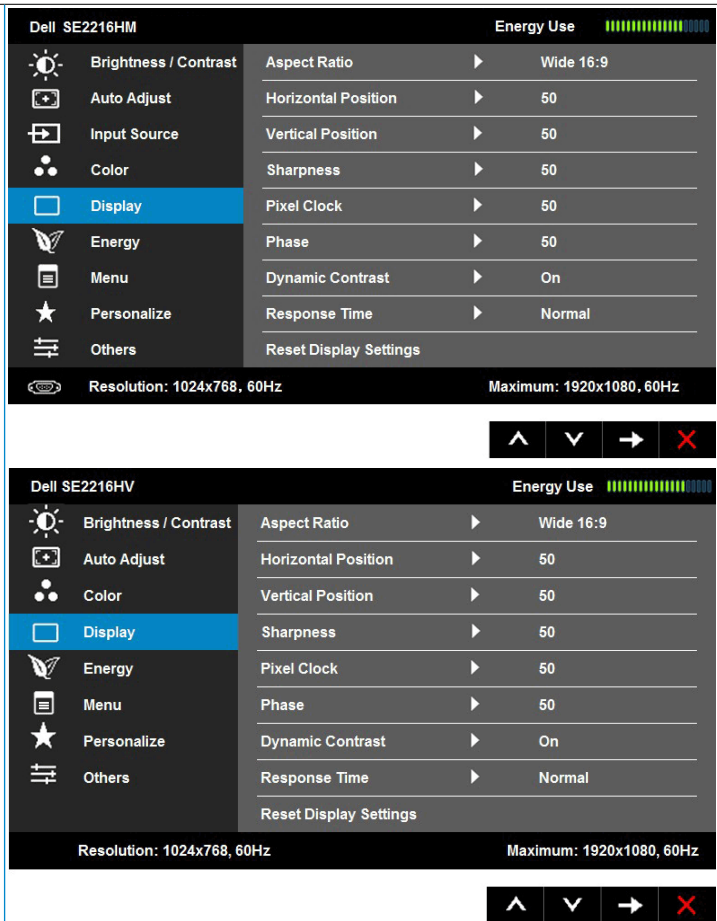 Dell SE2216HM Energy Use
Brightness / Contrast Aspect Ratio Wide 16:9
Auto Adjust Horizontal Position 50
Input Source Vertical Position 50
Color Sharpness 50
Display Pixel Clock 50
Energy Phase 50
Menu Dynamic Contrast On
Personalize Response Time Normal
Others Reset Display Settings
Resolution: 1024x768, 60Hz Maximum: 1920x1080, 60Hz
Dell SE2216HV Energy Use
Brightness / Contrast Aspect Ratio Wide 16:9
Auto Adjust Horizontal Position 50
Color Vertical Position 50
Display Sharpness 50
Energy Pixel Clock 50
Menu Phase 50
Personalize Dynamic Contrast On
Others Response Time Normal
Reset Display Settings
Resolution: 1024x768, 60Hz Maximum: 1920x1080, 60Hz